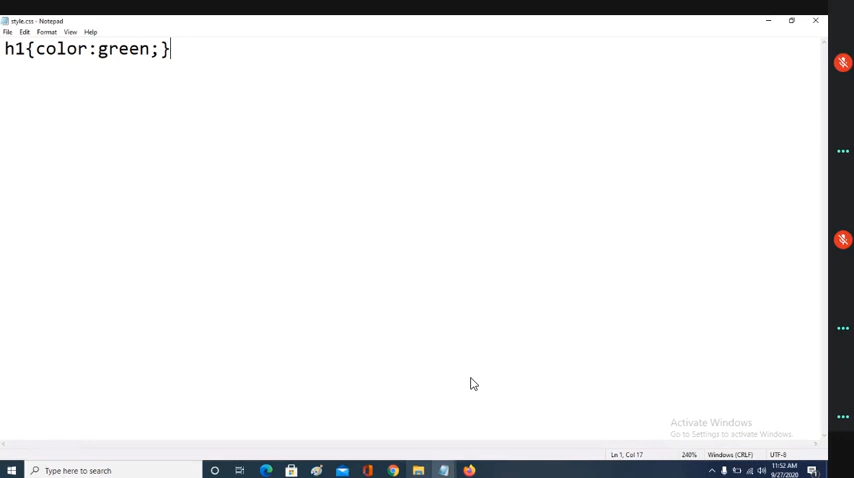 style.css - Notepad
File Edit Format View Help
h1{color:green;}
Activate Windows
Go to Settings to activate Windows.
Ln 1, Col 17 240% Windows (CRLF) UTF-8
Type here to search
11:52 AM
9/27/2020